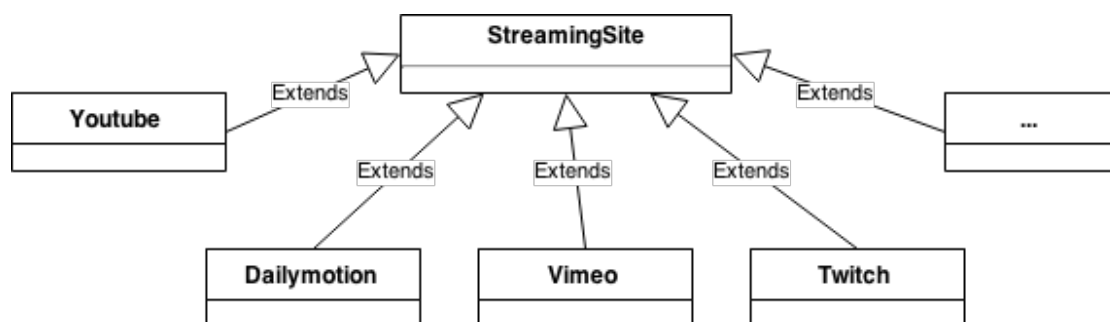 StreamingSite
Extends
Extends
Youtube
...
Extends
Extends
Extends
Dailymotion
Vimeo
Twitch